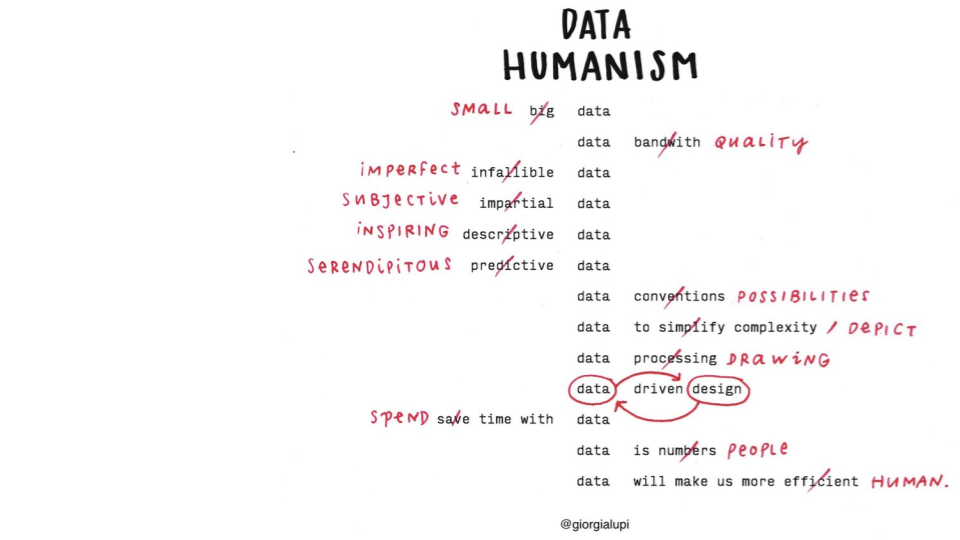 DATA
HUMANISM
SMALL big data
data bandwith QUALITY
IMPERFECT infallible data
SUBJECTIVE impartial data
INSPIRING descriptive data
SERENDIPITOUS predictive data
data conventions POSSIBILITIES
data to simplify complexity / DEPICT
data processing DRAWING
data driven design
SPEND save time with data
data is numbers PEOPLE
data will make us more efficient HUMAN.
@giorgialupi